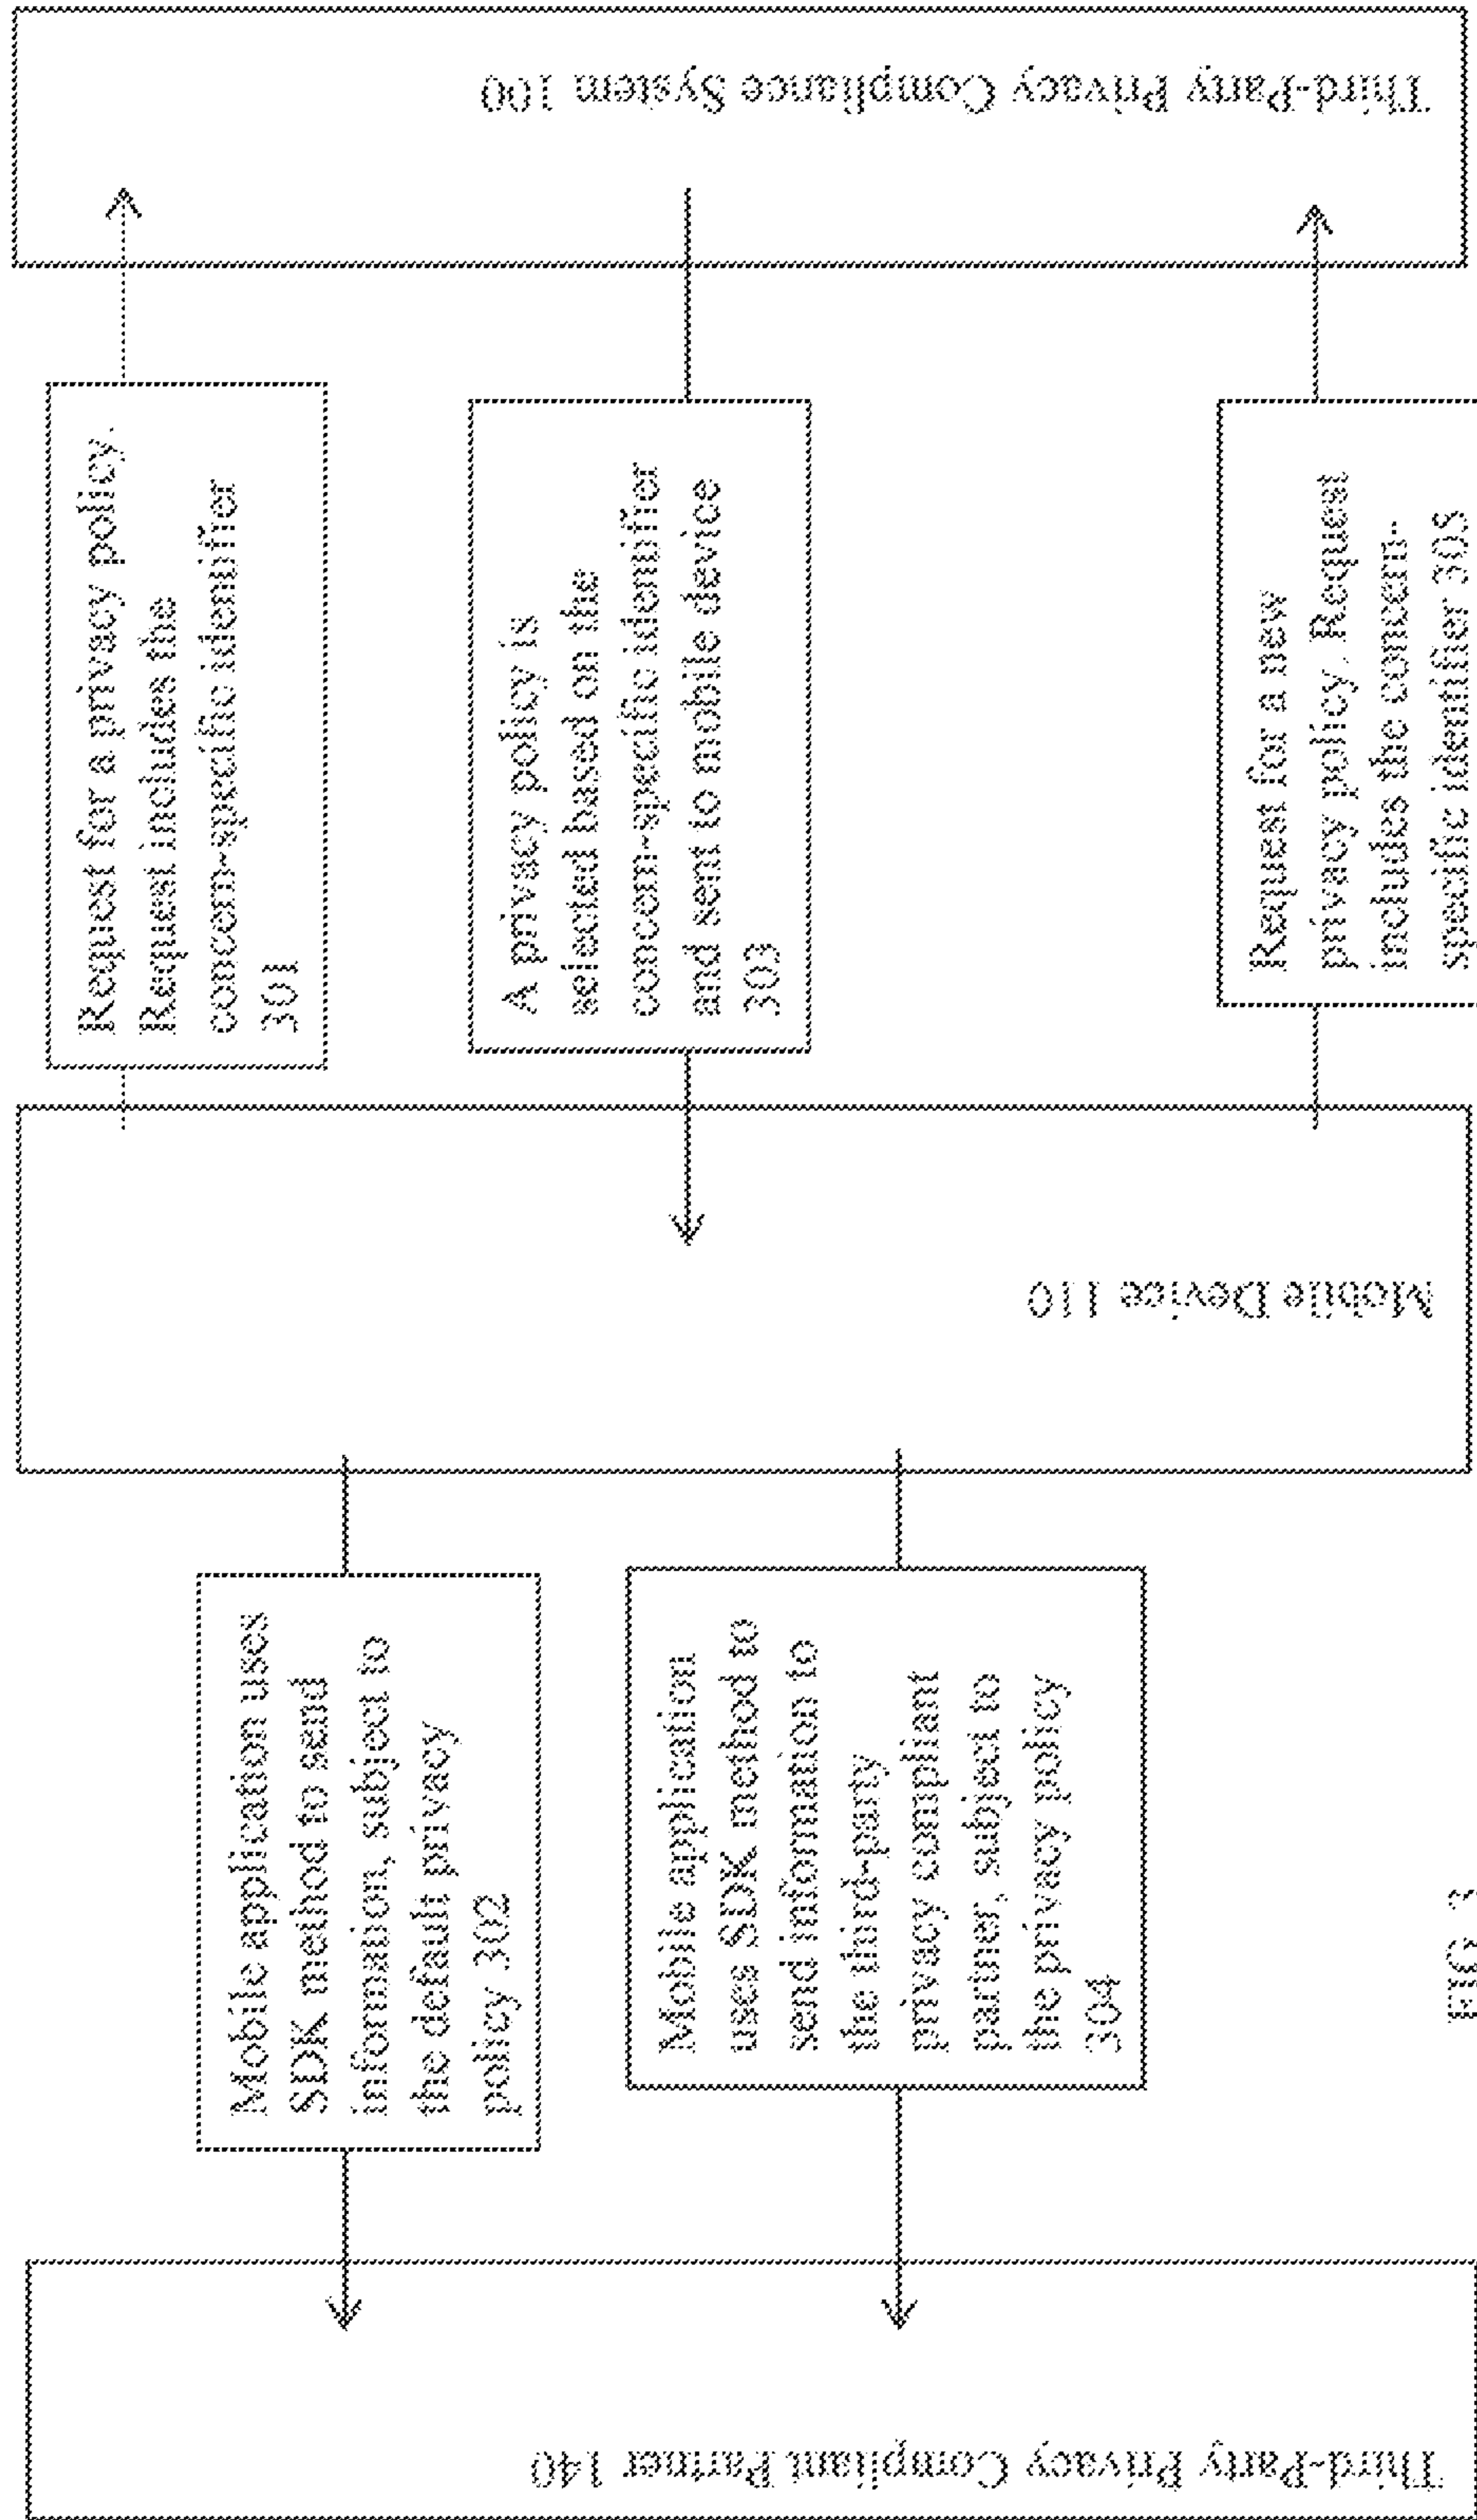 Third-Party Privacy Compliant Partner 140
Mobile application uses
SDK method to send
information, subject to
the default privacy
policy 302
Mobile application
uses SDK method to
send information to
the third-party
privacy compliant
partner, subject to
the privacy policy
304
Mobile Device 110
Request for a privacy policy.
Request includes the
concern-specific identifier
301
A privacy policy is
selected based on the
concern-specific identifier
and sent to mobile device
303
Request for a new
privacy policy. Request
includes the concern-
specific identifier 305
Third-Party Privacy Compliance System 100
FIG. 3